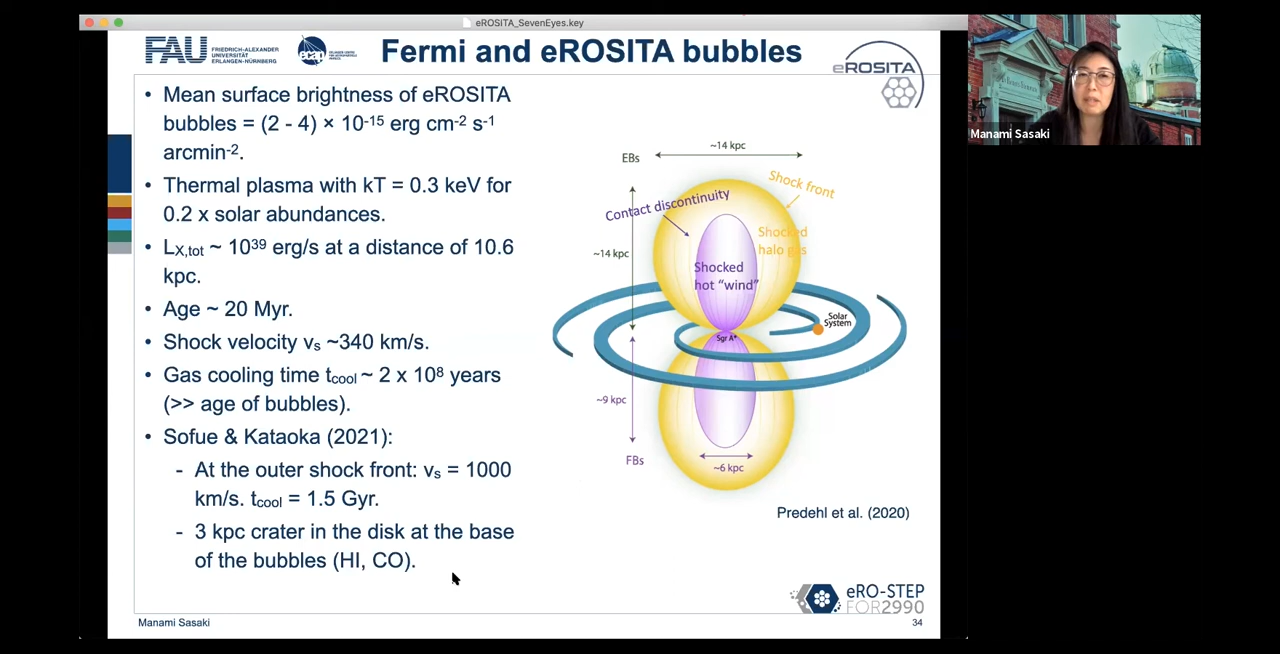 eROSITA_SevenEyes.key
FAU FRIEDRICH-ALEXANDER
UNIVERSITÄT
ERLANGEN-NÜRNBERG
ecap
Fermi and eROSITA bubbles
eROSITA
• Mean surface brightness of eROSITA
bubbles = (2 - 4) × 10⁻¹⁵ erg cm⁻² s⁻¹
arcmin⁻².
• Thermal plasma with kT = 0.3 keV for
0.2 x solar abundances.
• LX,tot ~ 10³⁹ erg/s at a distance of 10.6
kpc.
• Age ~ 20 Myr.
• Shock velocity vs ~340 km/s.
• Gas cooling time tcool ~ 2 x 10⁸ years
(>> age of bubbles).
• Sofue & Kataoka (2021):
- At the outer shock front: vs = 1000
km/s. tcool = 1.5 Gyr.
- 3 kpc crater in the disk at the base
of the bubbles (HI, CO).
EBs
~14 kpc
Shock front
Contact discontinuity
Shocked
halo gas
~14 kpc
Shocked
hot “wind”
Solar
System
Sgr A*
~9 kpc
FBs
~6 kpc
Predehl et al. (2020)
eRO-STEP
FOR2990
Manami Sasaki
34
Manami Sasaki